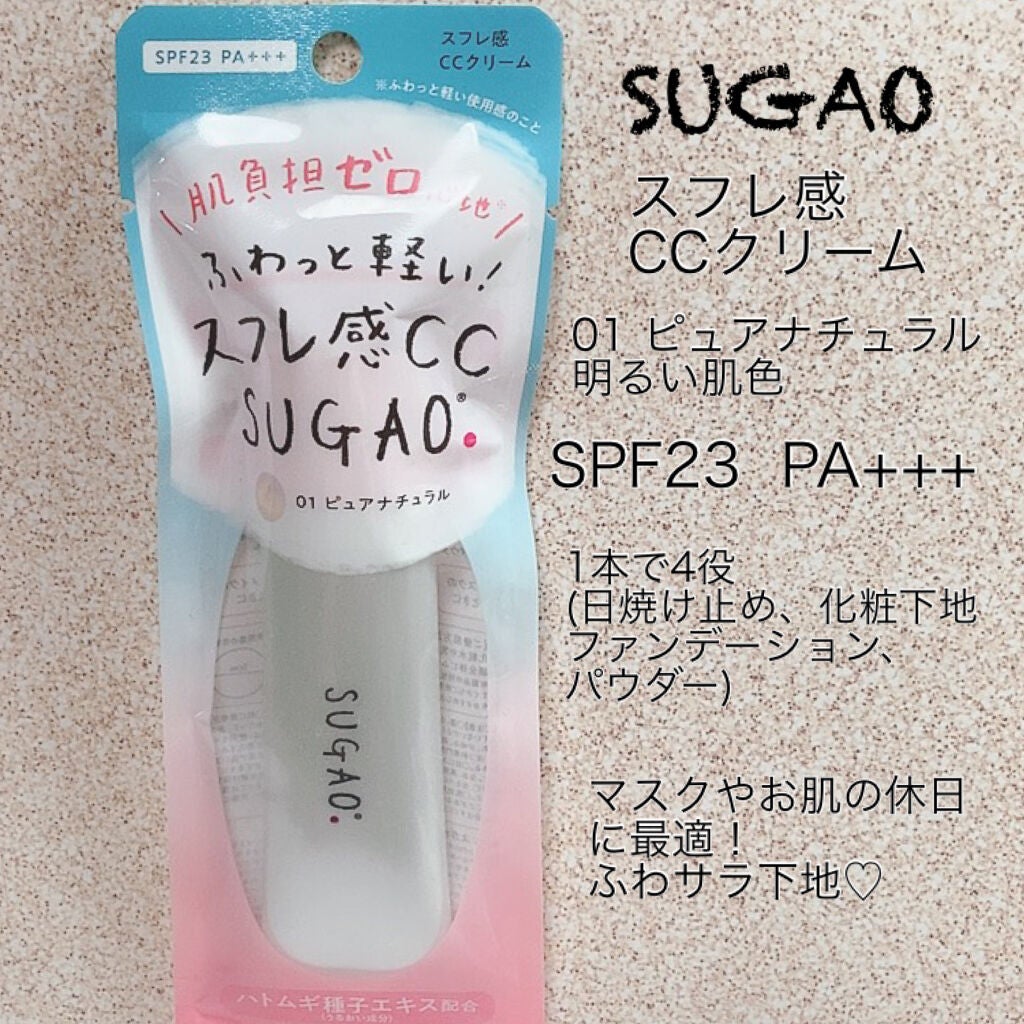 SPF23 PA+++
スフレ感
CCクリーム
※ふわっと軽い使用感のこと
肌負担ゼロ心地※
ふわっと軽い!
スフレ感CC
SUGAO®
01 ピュアナチュラル
SUGAO®
ハトムギ種子エキス配合
(うるおい成分)
SUGAO
スフレ感
CCクリーム
01 ピュアナチュラル
明るい肌色
SPF23 PA+++
1本で4役
(日焼け止め、化粧下地
ファンデーション、
パウダー)
マスクやお肌の休日
に最適！
ふわサラ下地♡